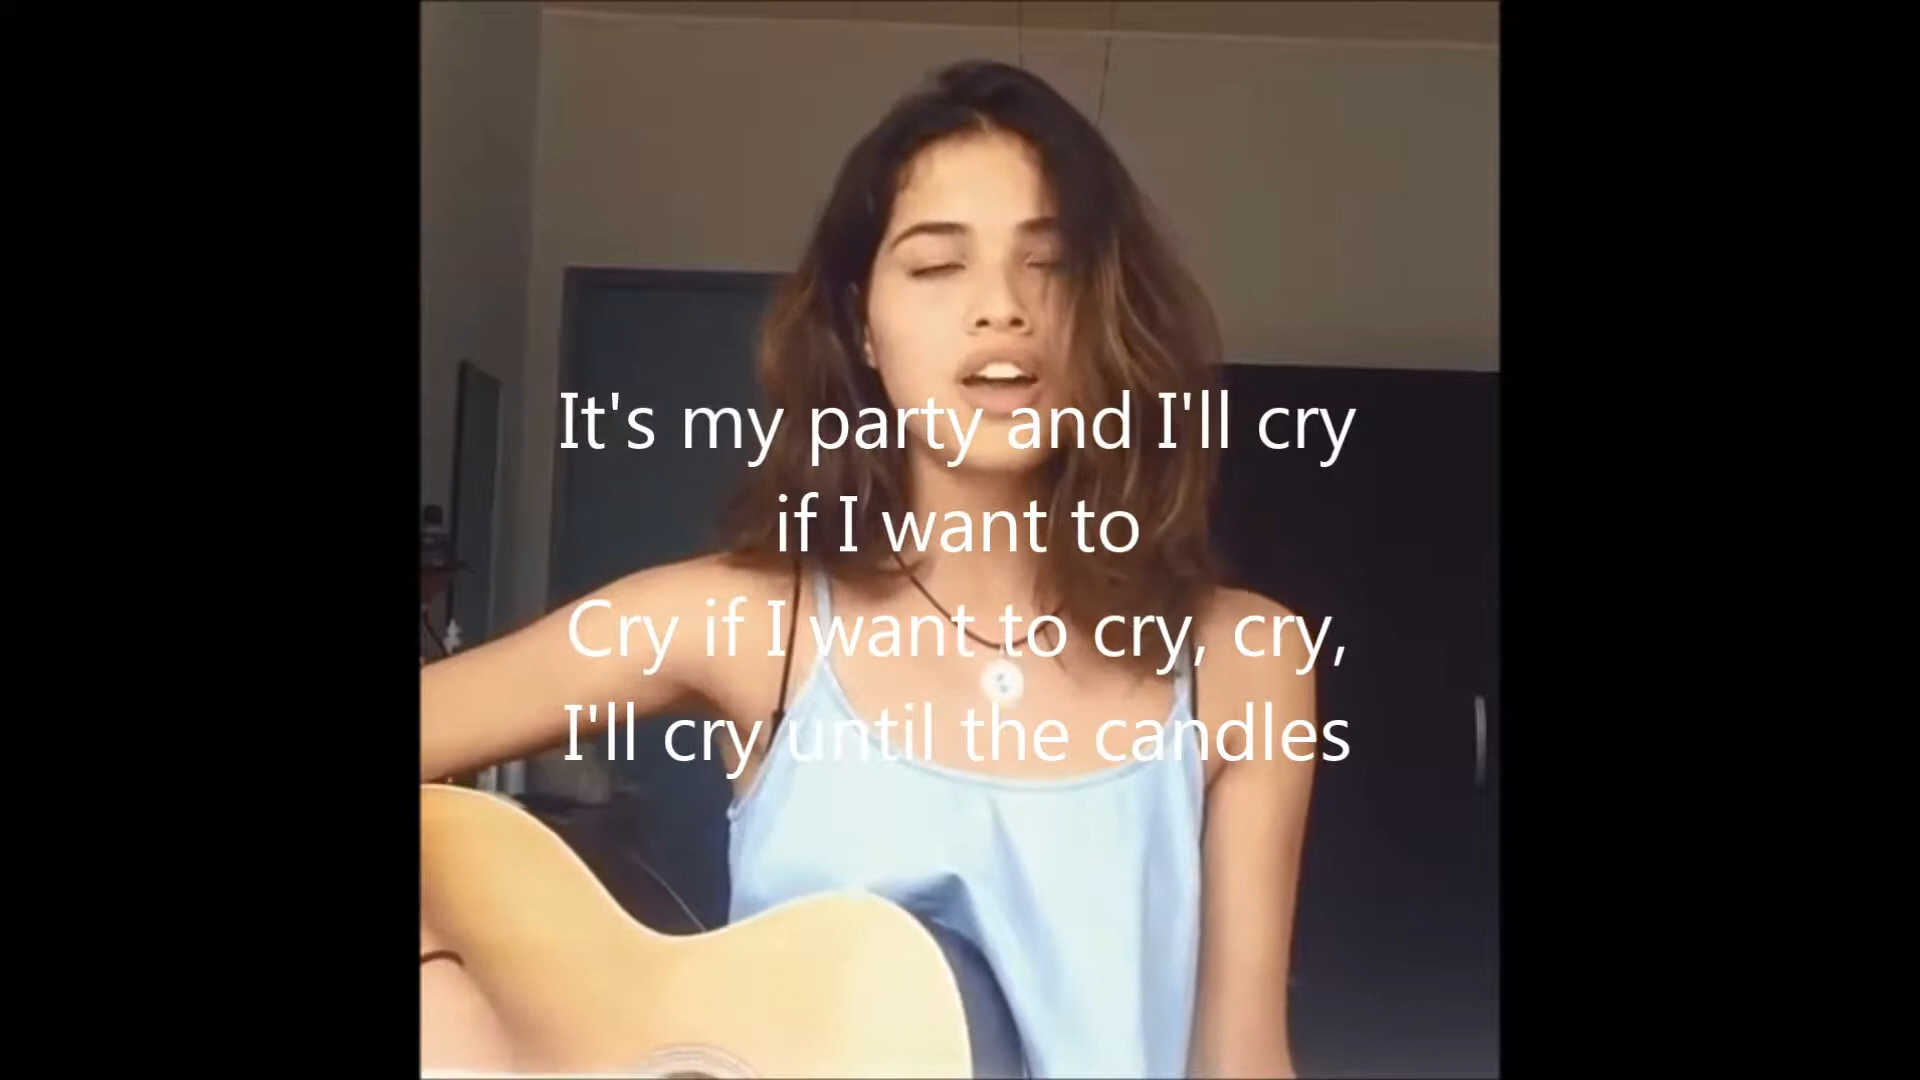 It's my party and I'll cry
if I want to
Cry if I want to cry, cry,
I'll cry until the candles